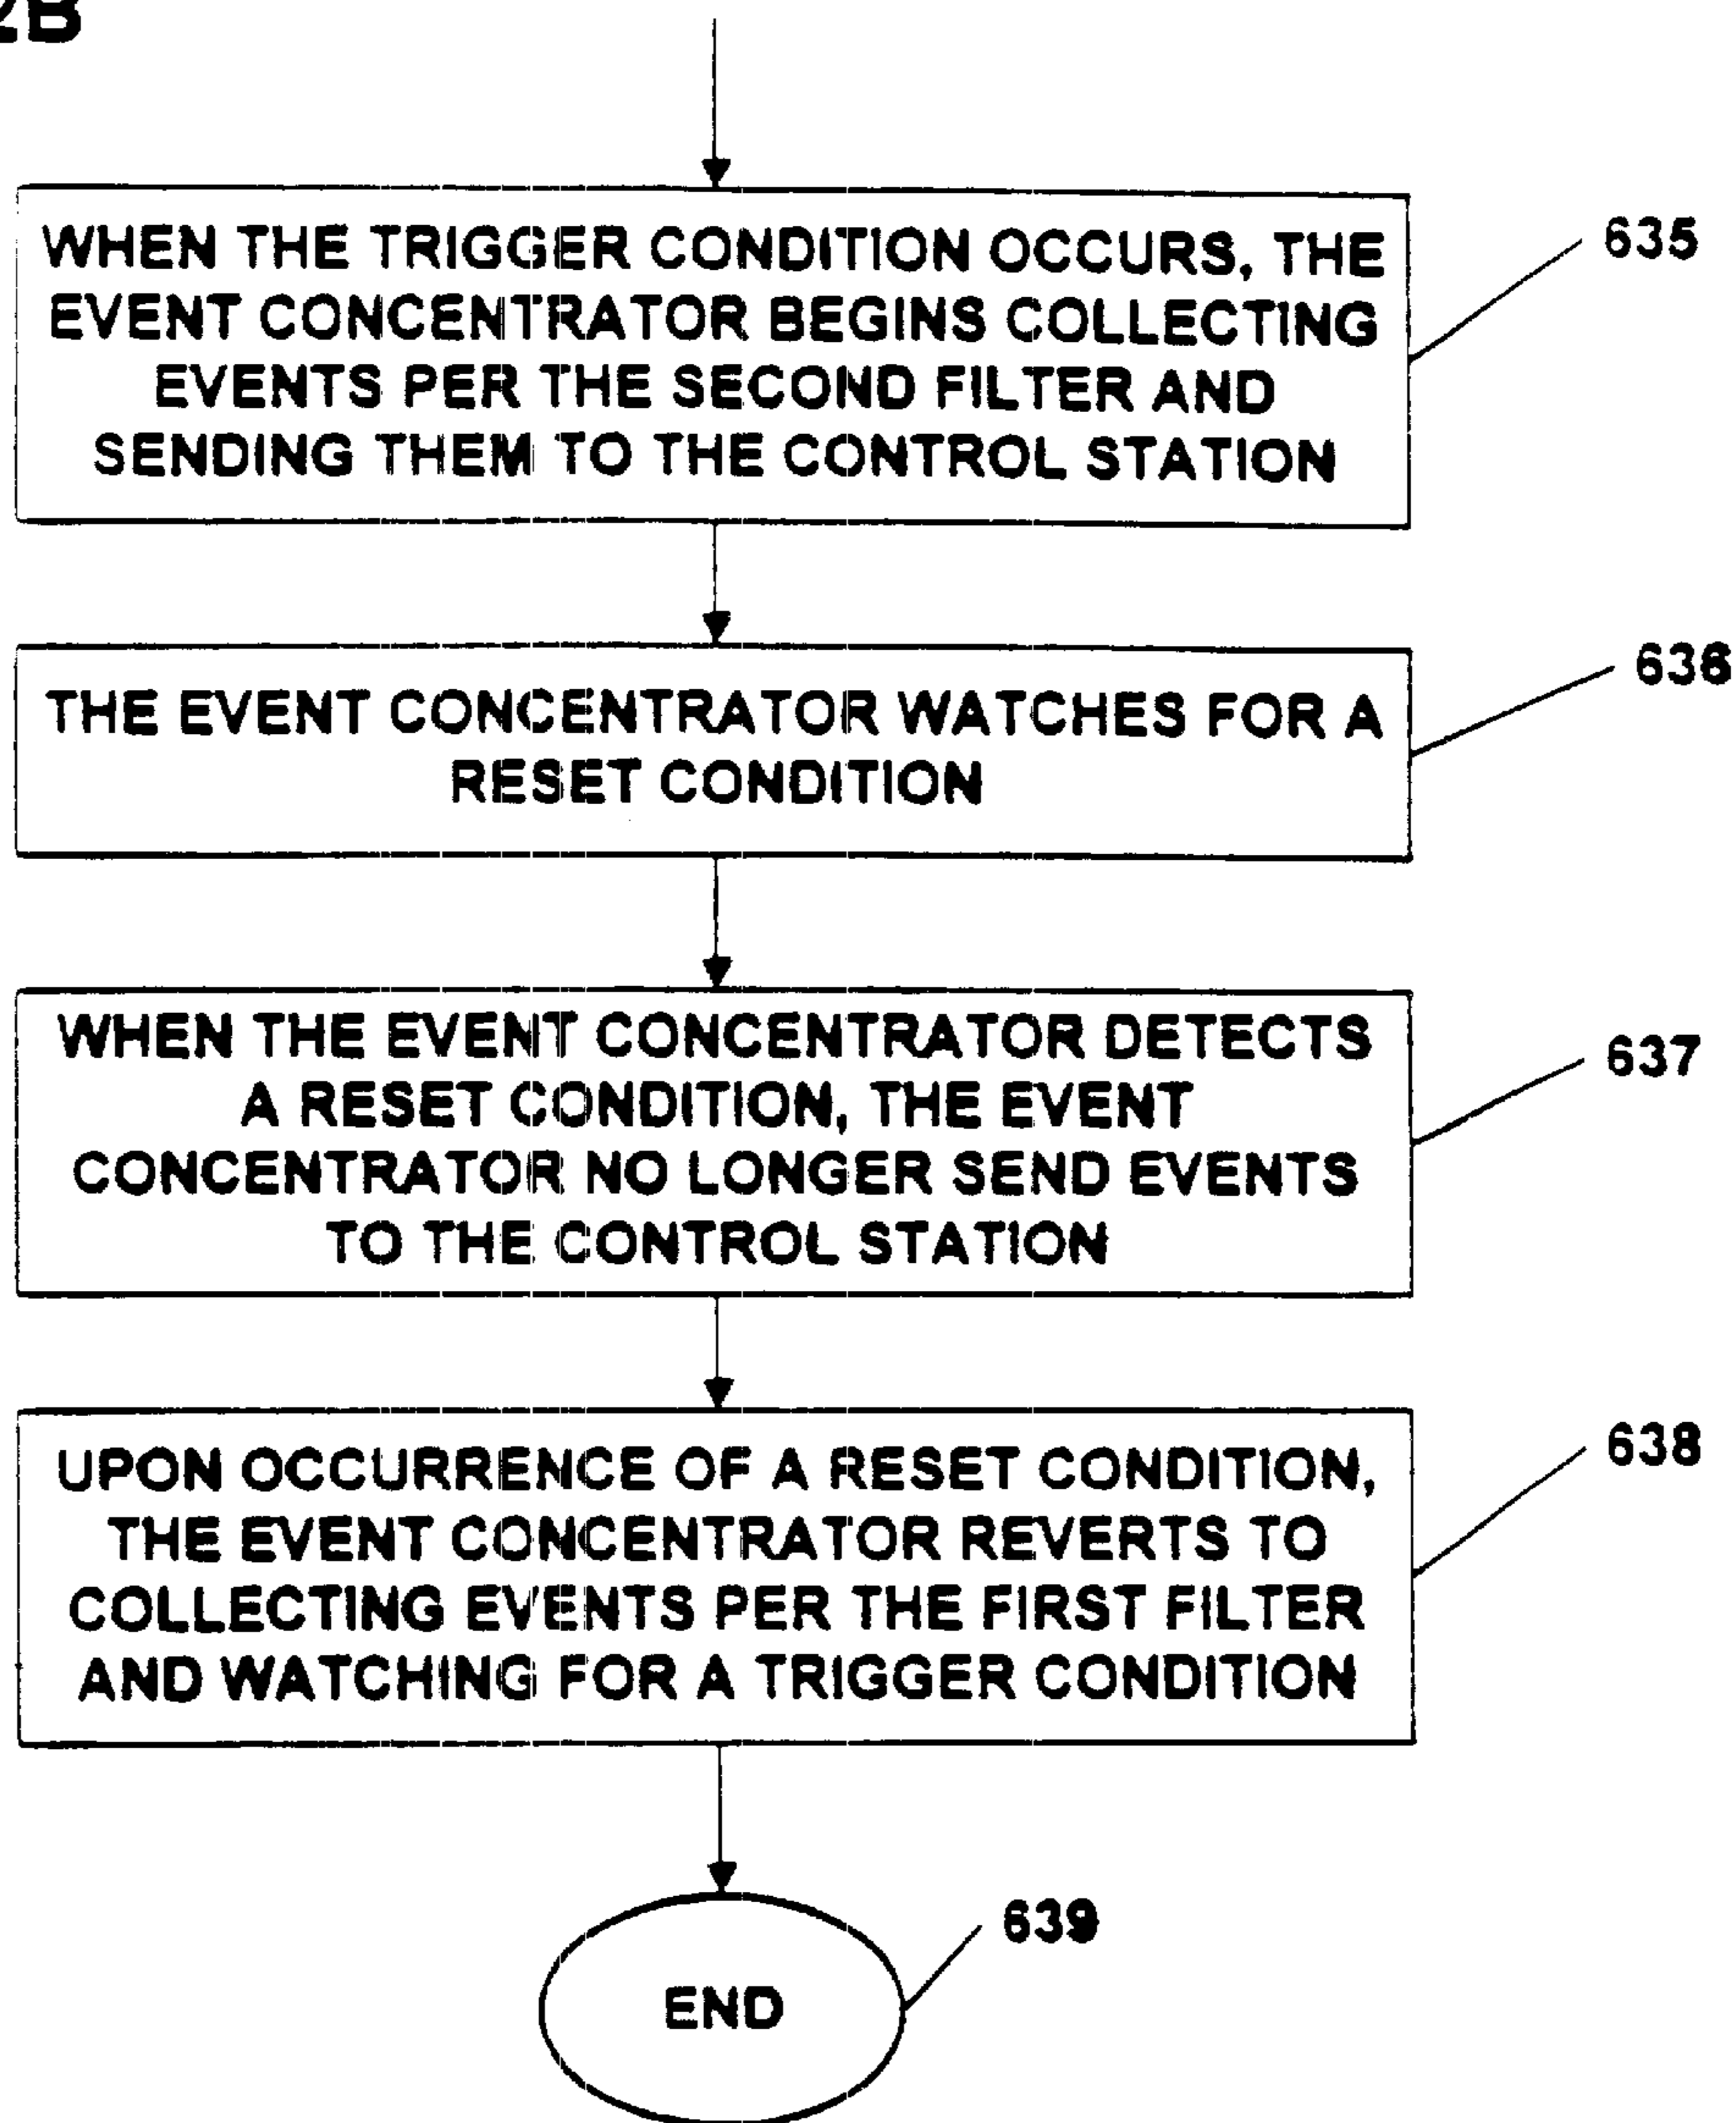 2B
WHEN THE TRIGGER CONDITION OCCURS, THE
EVENT CONCENTRATOR BEGINS COLLECTING
EVENTS PER THE SECOND FILTER AND
SENDING THEM TO THE CONTROL STATION
635
THE EVENT CONCENTRATOR WATCHES FOR A
RESET CONDITION
636
WHEN THE EVENT CONCENTRATOR DETECTS
A RESET CONDITION, THE EVENT
CONCENTRATOR NO LONGER SEND EVENTS
TO THE CONTROL STATION
637
UPON OCCURRENCE OF A RESET CONDITION,
THE EVENT CONCENTRATOR REVERTS TO
COLLECTING EVENTS PER THE FIRST FILTER
AND WATCHING FOR A TRIGGER CONDITION
638
END
639